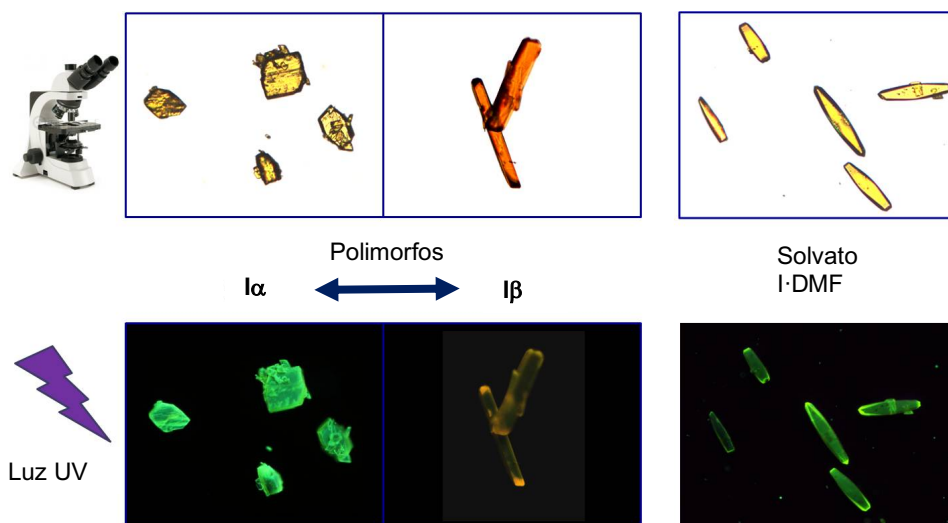 Polimorfos
Iα
Iβ
Solvato
I·DMF
Luz UV